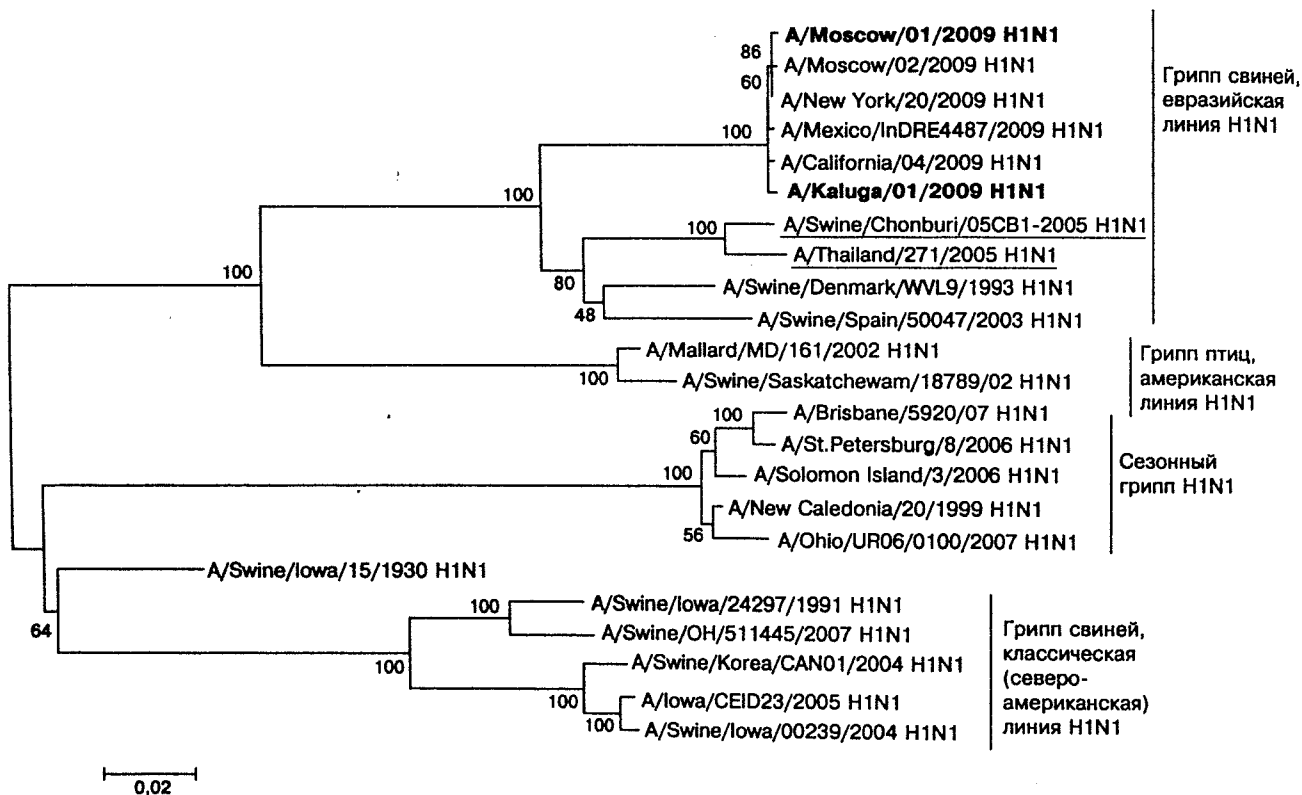 A/Moscow/01/2009 H1N1
86
A/Moscow/02/2009 H1N1
60
A/New York/20/2009 H1N1
100
A/Mexico/InDRE4487/2009 H1N1
A/California/04/2009 H1N1
A/Kaluga/01/2009 H1N1
Грипп свиней,
евразийская
линия H1N1
100
100
A/Swine/Chonburi/05CB1-2005 H1N1
A/Thailand/271/2005 H1N1
100
80
A/Swine/Denmark/WVL9/1993 H1N1
48
A/Swine/Spain/50047/2003 H1N1
A/Mallard/MD/161/2002 H1N1
100
A/Swine/Saskatchewam/18789/02 H1N1
Грипп птиц,
американская
линия H1N1
100
A/Brisbane/5920/07 H1N1
60
A/St.Petersburg/8/2006 H1N1
100
A/Solomon Island/3/2006 H1N1
A/New Caledonia/20/1999 H1N1
56
A/Ohio/UR06/0100/2007 H1N1
Сезонный
грипп H1N1
A/Swine/Iowa/15/1930 H1N1
64
100
A/Swine/Iowa/24297/1991 H1N1
A/Swine/OH/511445/2007 H1N1
100
A/Swine/Korea/CAN01/2004 H1N1
100
A/Iowa/CEID23/2005 H1N1
100
A/Swine/Iowa/00239/2004 H1N1
Грипп свиней,
классическая
(северо-
американская)
линия H1N1
0,02